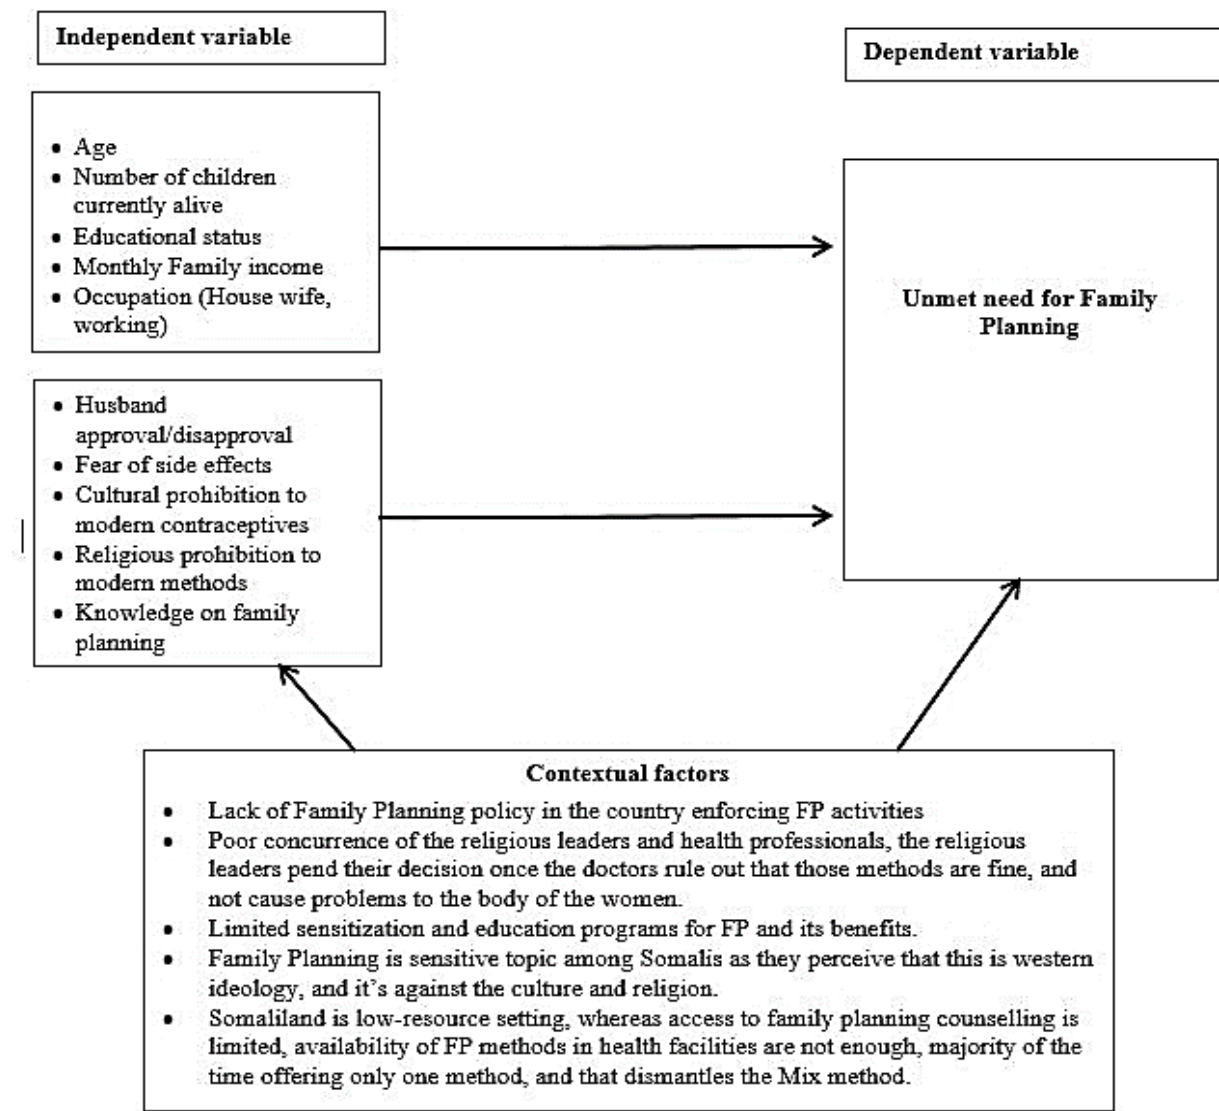 Independent variable
Dependent variable
• Age
• Number of children
currently alive
• Educational status
• Monthly Family income
• Occupation (House wife,
working)
Unmet need for Family
Planning
• Husband
approval/disapproval
• Fear of side effects
• Cultural prohibition to
modern contraceptives
• Religious prohibition to
modern methods
• Knowledge on family
planning
Contextual factors
• Lack of Family Planning policy in the country enforcing FP activities
• Poor concurrence of the religious leaders and health professionals, the religious
leaders pend their decision once the doctors rule out that those methods are fine, and
not cause problems to the body of the women.
• Limited sensitization and education programs for FP and its benefits.
• Family Planning is sensitive topic among Somalis as they perceive that this is western
ideology, and it's against the culture and religion.
• Somaliland is low-resource setting, whereas access to family planning counselling is
limited, availability of FP methods in health facilities are not enough, majority of the
time offering only one method, and that dismantles the Mix method.